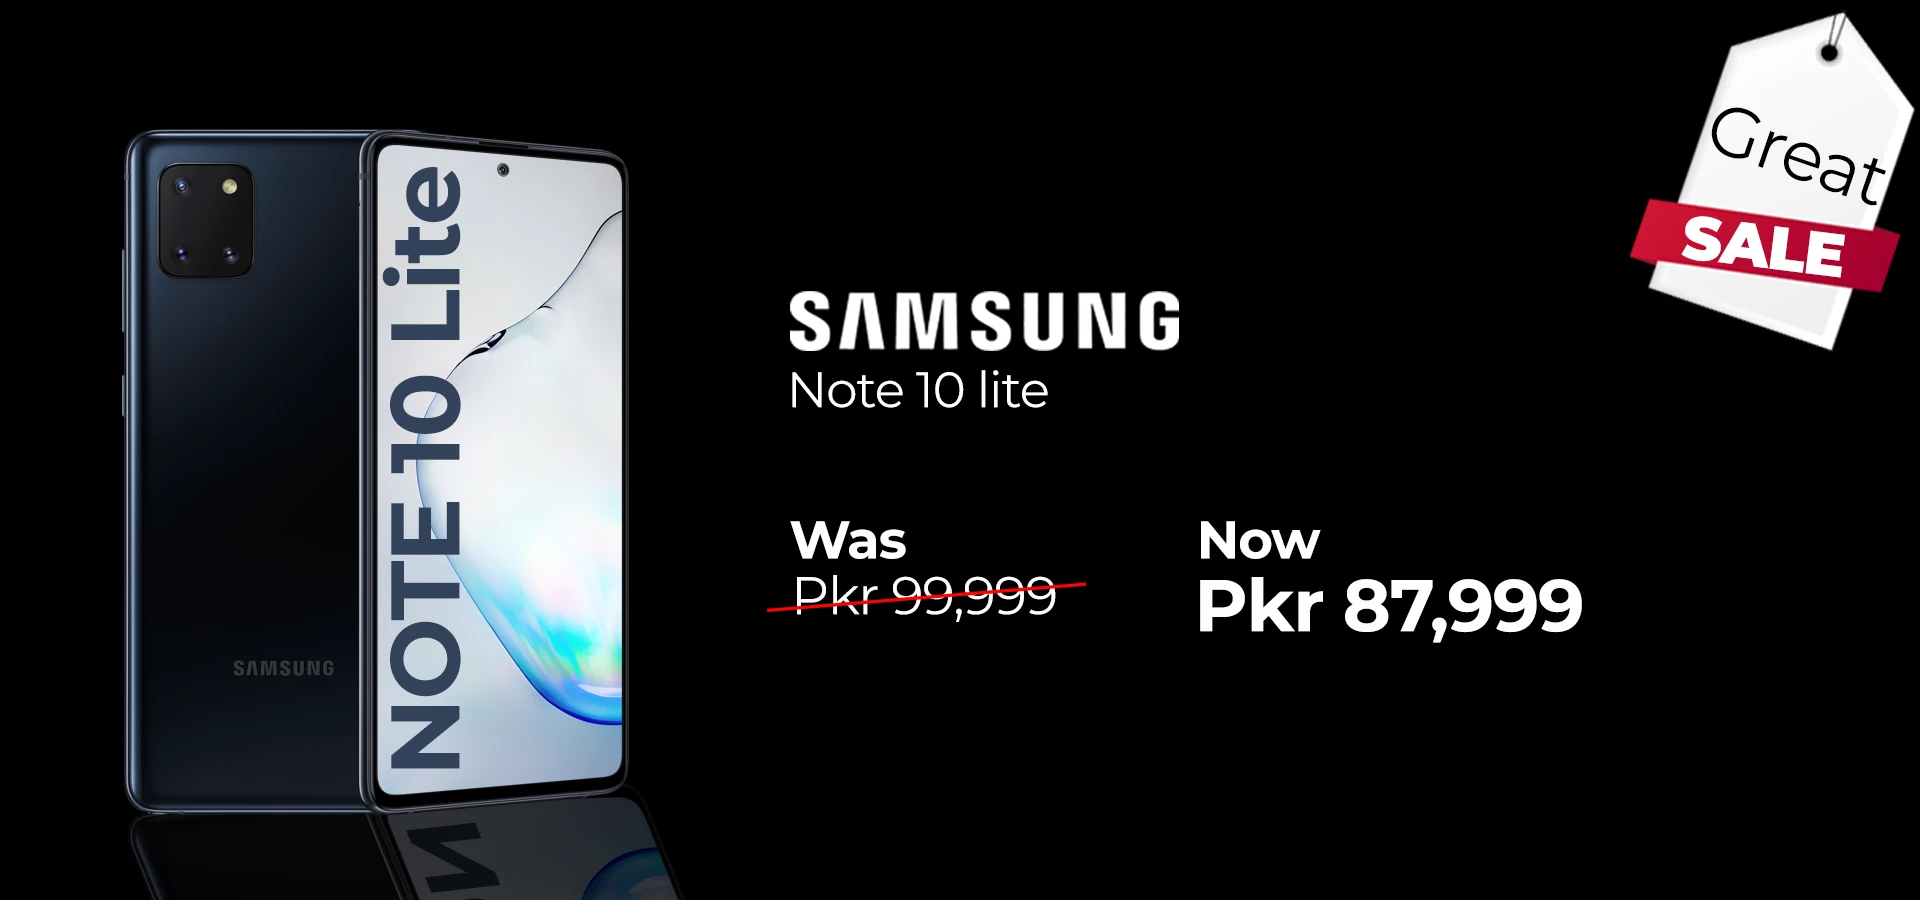 Great
SALE
NOTE 10 Lite
SAMSUNG
SAMSUNG
Note 10 lite
Was
Pkr 99,999
Now
Pkr 87,999